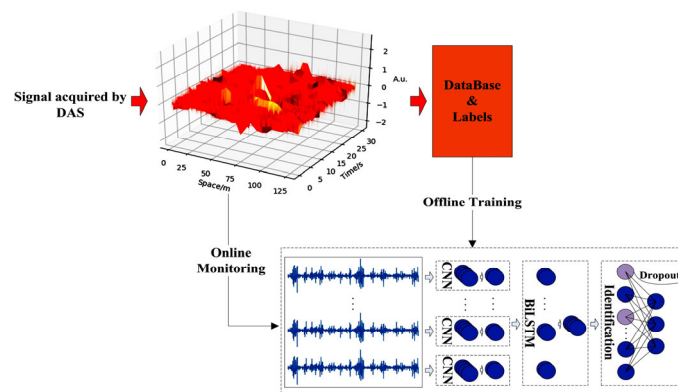 Signal acquired by
DAS
2
1
0
−1
−2
A.u.
0
25
50
75
100
125
Space/m
0
5
10
15
20
25
30
Time/s
DataBase
&
Labels
Offline Training
Online
Monitoring
CNN
CNN
CNN
BiLSTM
Identification
Dropout